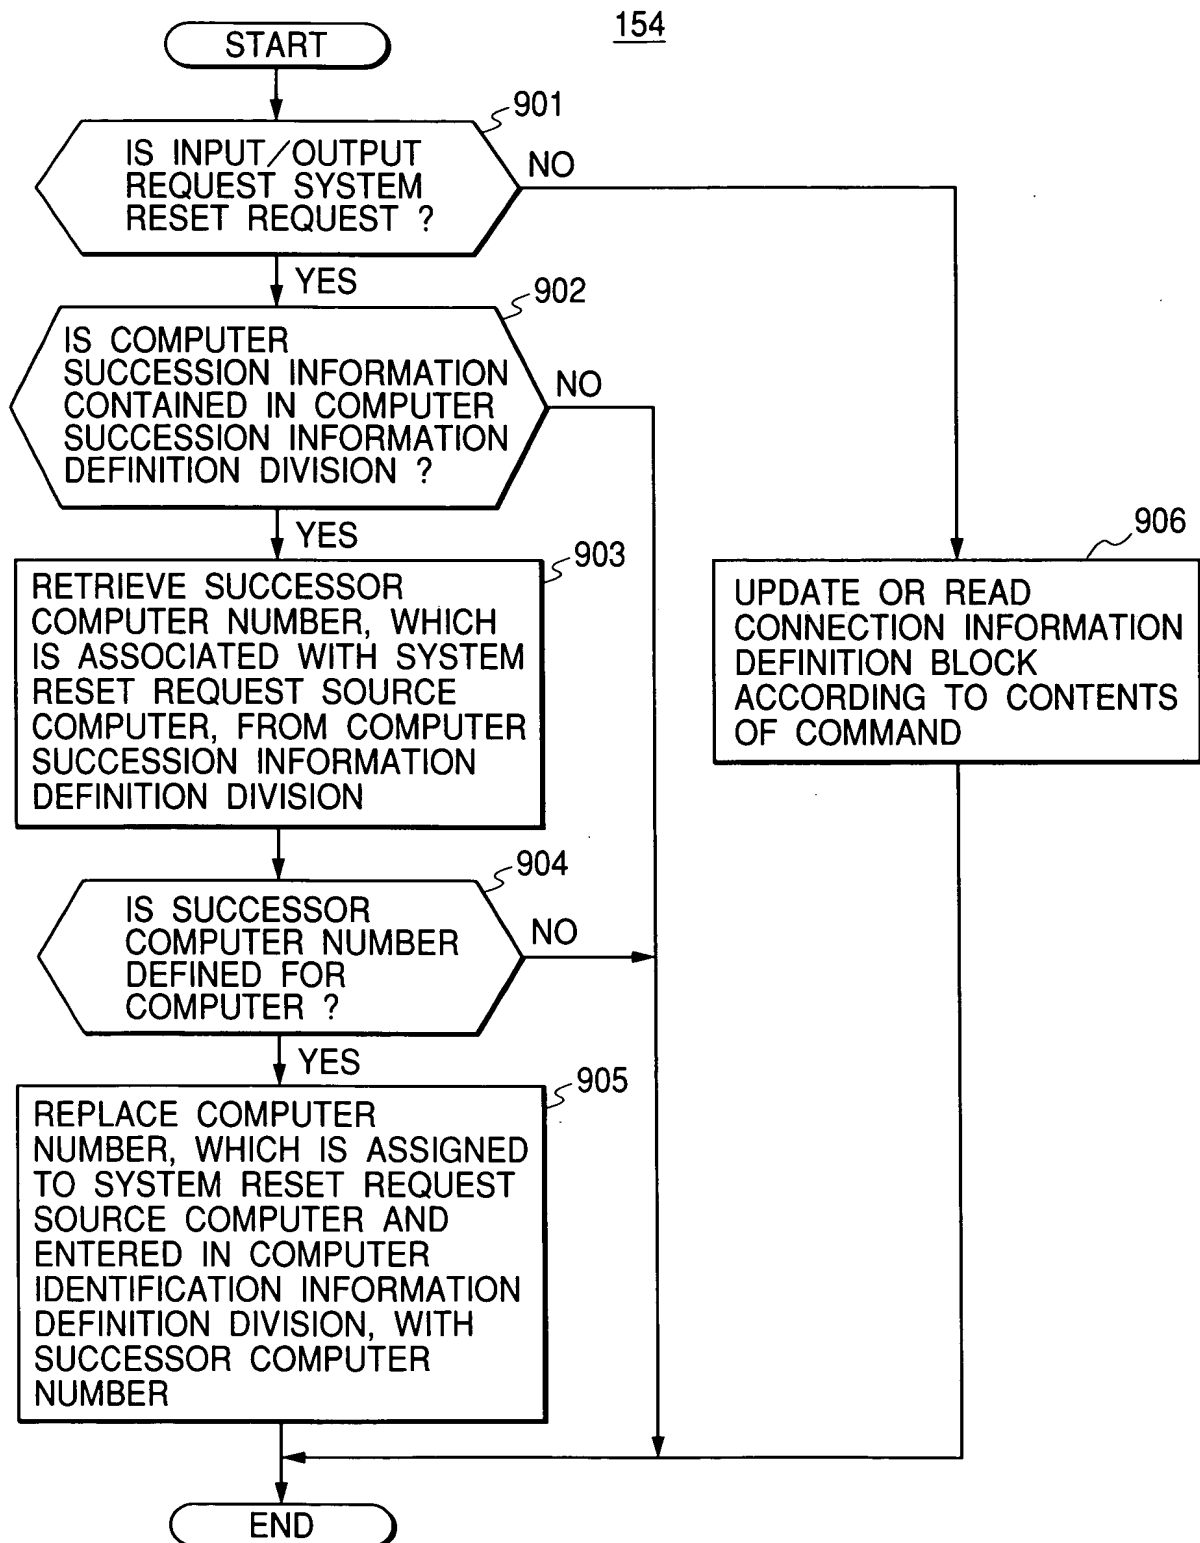 154
START
901
IS INPUT/OUTPUT
REQUEST SYSTEM
RESET REQUEST ?
NO
YES
902
IS COMPUTER
SUCCESSION INFORMATION
CONTAINED IN COMPUTER
SUCCESSION INFORMATION
DEFINITION DIVISION ?
NO
YES
903
RETRIEVE SUCCESSOR
COMPUTER NUMBER, WHICH
IS ASSOCIATED WITH SYSTEM
RESET REQUEST SOURCE
COMPUTER, FROM COMPUTER
SUCCESSION INFORMATION
DEFINITION DIVISION
906
UPDATE OR READ
CONNECTION INFORMATION
DEFINITION BLOCK
ACCORDING TO CONTENTS
OF COMMAND
904
IS SUCCESSOR
COMPUTER NUMBER
DEFINED FOR
COMPUTER ?
NO
YES
905
REPLACE COMPUTER
NUMBER, WHICH IS ASSIGNED
TO SYSTEM RESET REQUEST
SOURCE COMPUTER AND
ENTERED IN COMPUTER
IDENTIFICATION INFORMATION
DEFINITION DIVISION, WITH
SUCCESSOR COMPUTER
NUMBER
END